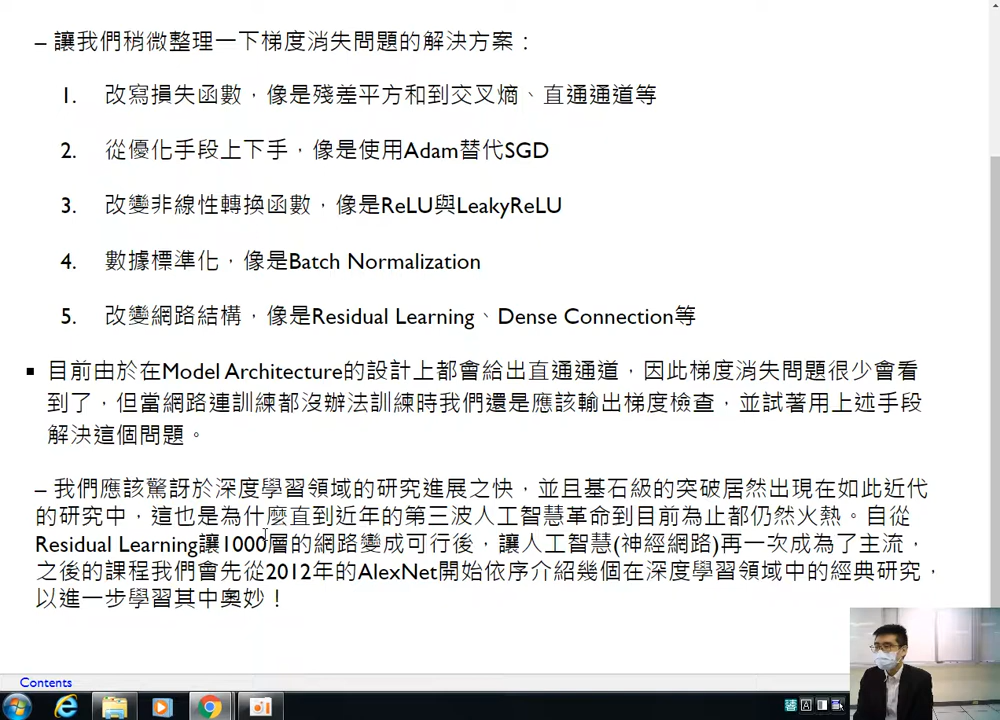 – 讓我們稍微整理一下梯度消失問題的解決方案：
1. 改寫損失函數，像是殘差平方和到交叉熵、直通通道等
2. 從優化手段上下手，像是使用Adam替代SGD
3. 改變非線性轉換函數，像是ReLU與LeakyReLU
4. 數據標準化，像是Batch Normalization
5. 改變網路結構，像是Residual Learning、Dense Connection等
▪ 目前由於在Model Architecture的設計上都會給出直通通道，因此梯度消失問題很少會看
到了，但當網路連訓練都沒辦法訓練時我們還是應該輸出梯度檢查，並試著用上述手段
解決這個問題。
– 我們應該驚訝於深度學習領域的研究進展之快，並且基石級的突破居然出現在如此近代
的研究中，這也是為什麼直到近年的第三波人工智慧革命到目前為止都仍然火熱。自從
Residual Learning讓1000層的網路變成可行後，讓人工智慧(神經網路)再一次成為了主流，
之後的課程我們會先從2012年的AlexNet開始依序介紹幾個在深度學習領域中的經典研究，
以進一步學習其中奧妙！
Contents